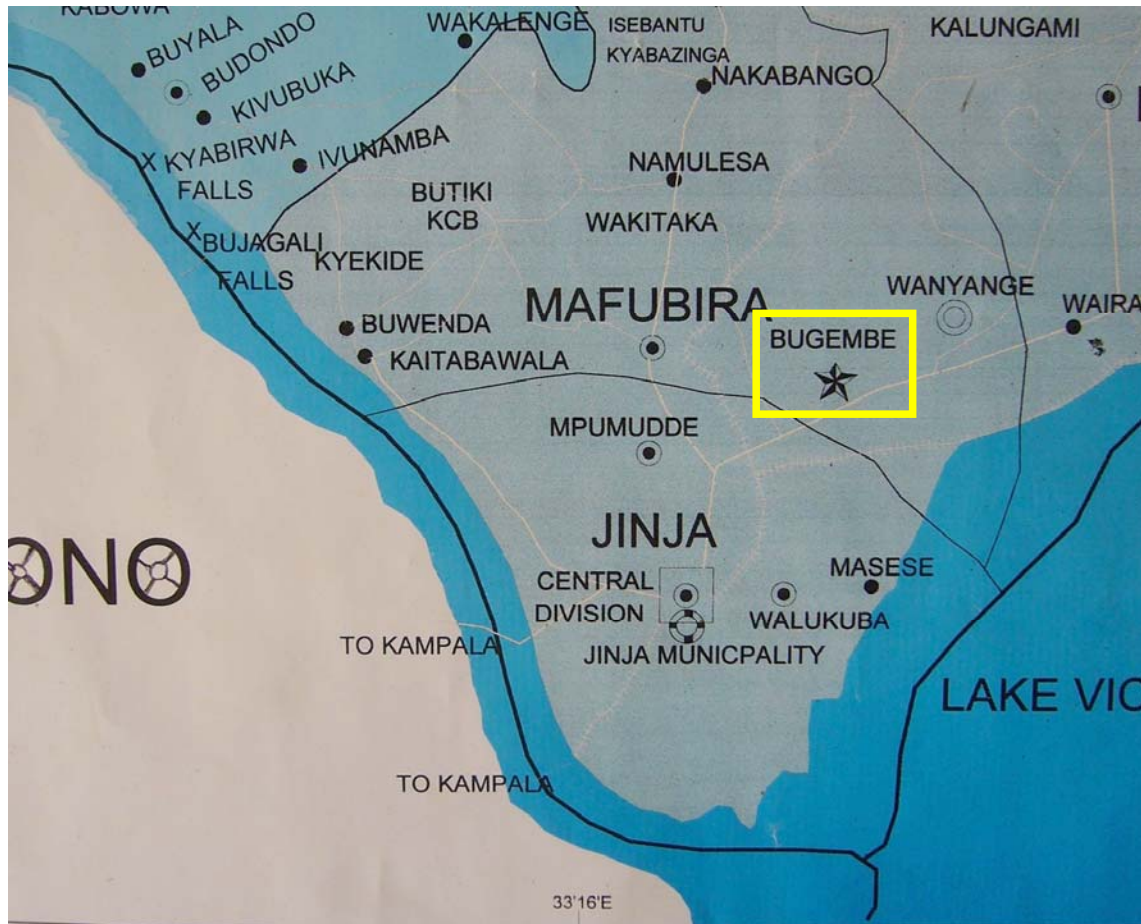 KABOWA
WAKALENGE
ISEBANTU
KYABAZINGA
KALUNGAMI
BUYALA
BUDONDO
KIVUBUKA
NAKABANGO
X KYABIRWA
FALLS
IVUNAMBA
NAMULESA
BUTIKI
KCB
WAKITAKA
X
BUJAGALI
FALLS
KYEKIDE
WANYANGE
WAIRA
MAFUBIRA
BUWENDA
BUGEMBE
KAITABAWALA
MPUMUDDE
JINJA
ONO
CENTRAL
DIVISION
MASESE
WALUKUBA
TO KAMPALA
JINJA MUNICPALITY
LAKE VIC
TO KAMPALA
33'16'E